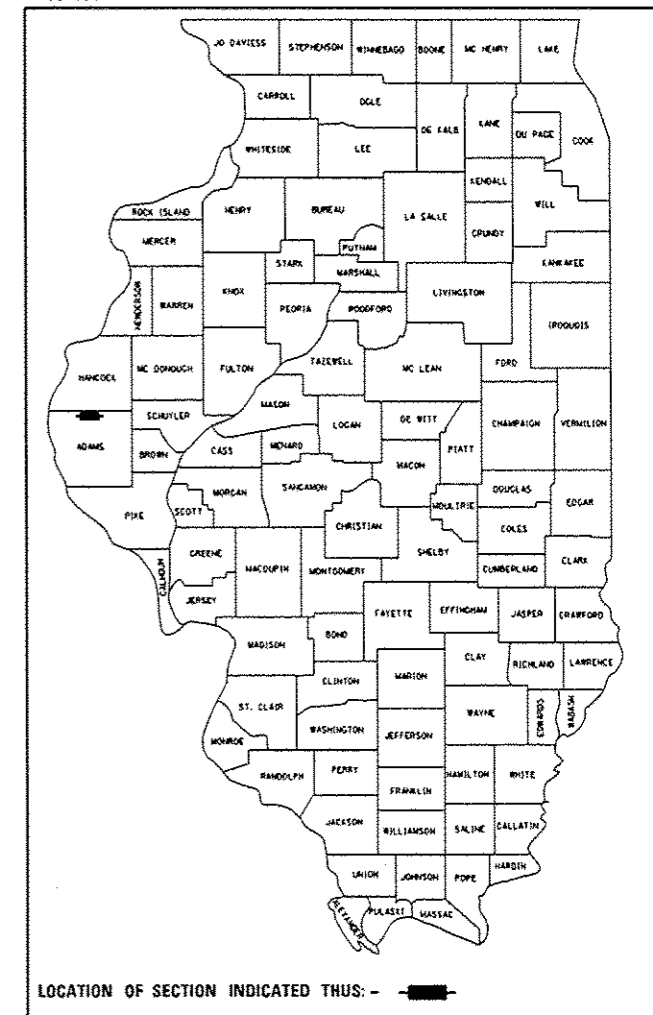 JO DAVIESS STEPHENSON WINNEBAGO BOONE MC HENRY LAKE
CARROLL OGLE DE KALB KANE DU PAGE COOK
WHITESIDE LEE KENDALL WILL
ROCK ISLAND HENRY BUREAU LA SALLE GRUNDY
MERCER PUTNAM KANKAKEE
STARK MARSHALL
HENDERSON WARREN KNOX PEORIA WOODFORD LIVINGSTON IROQUOIS
HANCOCK MC DONOUGH FULTON TAZEWELL MC LEAN FORD
SCHUYLER MASON LOGAN DE WITT CHAMPAIGN VERMILION
ADAMS BROWN CASS MENARD PIATT
MACON
PIKE SCOTT MORGAN SANGAMON MOULTRIE DOUGLAS EDGAR
CHRISTIAN COLES
CALHOUN GREENE MACOUPIN MONTGOMERY SHELBY CUMBERLAND CLARK
JERSEY FAYETTE EFFINGHAM JASPER CRAWFORD
MADISON BOND CLAY RICHLAND LAWRENCE
CLINTON MARION
ST. CLAIR WAYNE EDWARDS WABASH
MONROE WASHINGTON JEFFERSON
RANDOLPH PERRY HAMILTON WHITE
FRANKLIN
JACKSON WILLIAMSON SALINE GALLATIN
UNION JOHNSON POPE HARDIN
ALEXANDER PULASKI MASSAC
LOCATION OF SECTION INDICATED THUS: -